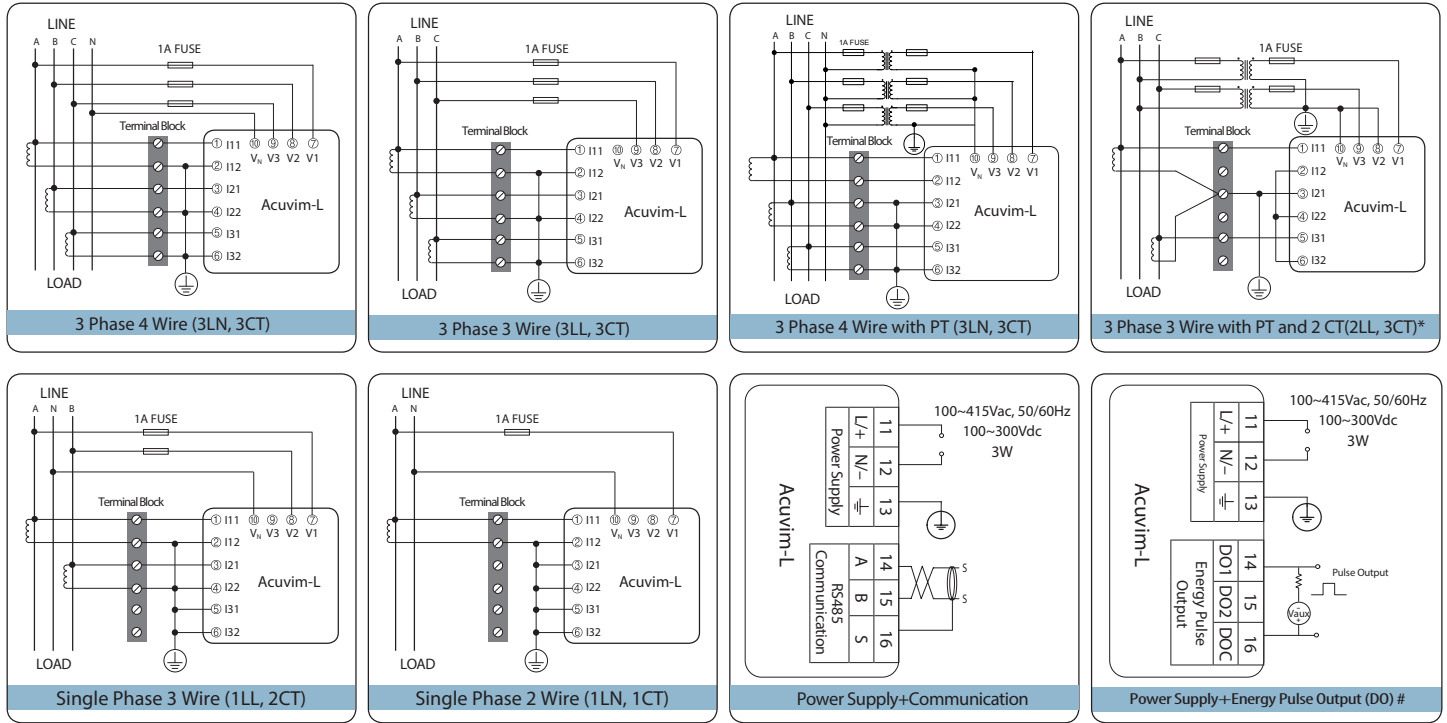 LINE
A B C N
1A FUSE
Terminal Block
① I11
② I12
③ I21
④ I22
⑤ I31
⑥ I32
⑩ ⑨ ⑧ ⑦
VN V3 V2 V1
Acuvim-L
LOAD
3 Phase 4 Wire (3LN, 3CT)
LINE
A B C
1A FUSE
Terminal Block
① I11
② I12
③ I21
④ I22
⑤ I31
⑥ I32
⑩ ⑨ ⑧ ⑦
VN V3 V2 V1
Acuvim-L
LOAD
3 Phase 3 Wire (3LL, 3CT)
LINE
A B C N
1A FUSE
Terminal Block
① I11
② I12
③ I21
④ I22
⑤ I31
⑥ I32
⑩ ⑨ ⑧ ⑦
VN V3 V2 V1
Acuvim-L
LOAD
3 Phase 4 Wire with PT (3LN, 3CT)
LINE
A B C
1A FUSE
Terminal Block
① I11
② I12
③ I21
④ I22
⑤ I31
⑥ I32
⑩ ⑨ ⑧ ⑦
VN V3 V2 V1
Acuvim-L
LOAD
3 Phase 3 Wire with PT and 2 CT(2LL, 3CT)*
LINE
A N B
1A FUSE
Terminal Block
① I11
② I12
③ I21
④ I22
⑤ I31
⑥ I32
⑩ ⑨ ⑧ ⑦
VN V3 V2 V1
Acuvim-L
LOAD
Single Phase 3 Wire (1LL, 2CT)
LINE
A N
1A FUSE
Terminal Block
① I11
② I12
③ I21
④ I22
⑤ I31
⑥ I32
⑩ ⑨ ⑧ ⑦
VN V3 V2 V1
Acuvim-L
LOAD
Single Phase 2 Wire (1LN, 1CT)
Acuvim-L
Power Supply
L/+ 11
N/− 12
13
100~415Vac, 50/60Hz
100~300Vdc
3W
RS485
Communication
A 14
B 15
S 16
S
S
Power Supply+Communication
Acuvim-L
Power Supply
L/+ 11
N/− 12
13
100~415Vac, 50/60Hz
100~300Vdc
3W
Energy Pulse
Output
DO1 14
DO2 15
DOC 16
Pulse Output
-
Vaux
+
Power Supply+Energy Pulse Output (DO) #